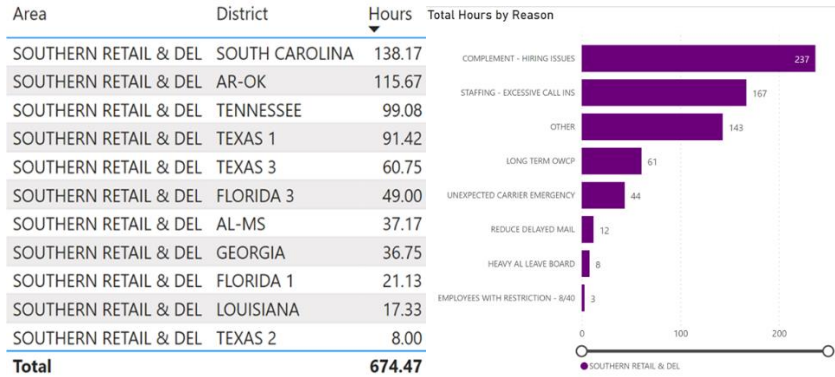 Area District Hours
SOUTHERN RETAIL & DEL SOUTH CAROLINA 138.17
SOUTHERN RETAIL & DEL AR-OK 115.67
SOUTHERN RETAIL & DEL TENNESSEE 99.08
SOUTHERN RETAIL & DEL TEXAS 1 91.42
SOUTHERN RETAIL & DEL TEXAS 3 60.75
SOUTHERN RETAIL & DEL FLORIDA 3 49.00
SOUTHERN RETAIL & DEL AL-MS 37.17
SOUTHERN RETAIL & DEL GEORGIA 36.75
SOUTHERN RETAIL & DEL FLORIDA 1 21.13
SOUTHERN RETAIL & DEL LOUISIANA 17.33
SOUTHERN RETAIL & DEL TEXAS 2 8.00
Total 674.47
Total Hours by Reason
COMPLEMENT - HIRING ISSUES 237
STAFFING - EXCESSIVE CALL INS 167
OTHER 143
LONG TERM OWCP 61
UNEXPECTED CARRIER EMERGENCY 44
REDUCE DELAYED MAIL 12
HEAVY AL LEAVE BOARD 8
EMPLOYEES WITH RESTRICTION - 8/40 3
0 100 200
SOUTHERN RETAIL & DEL